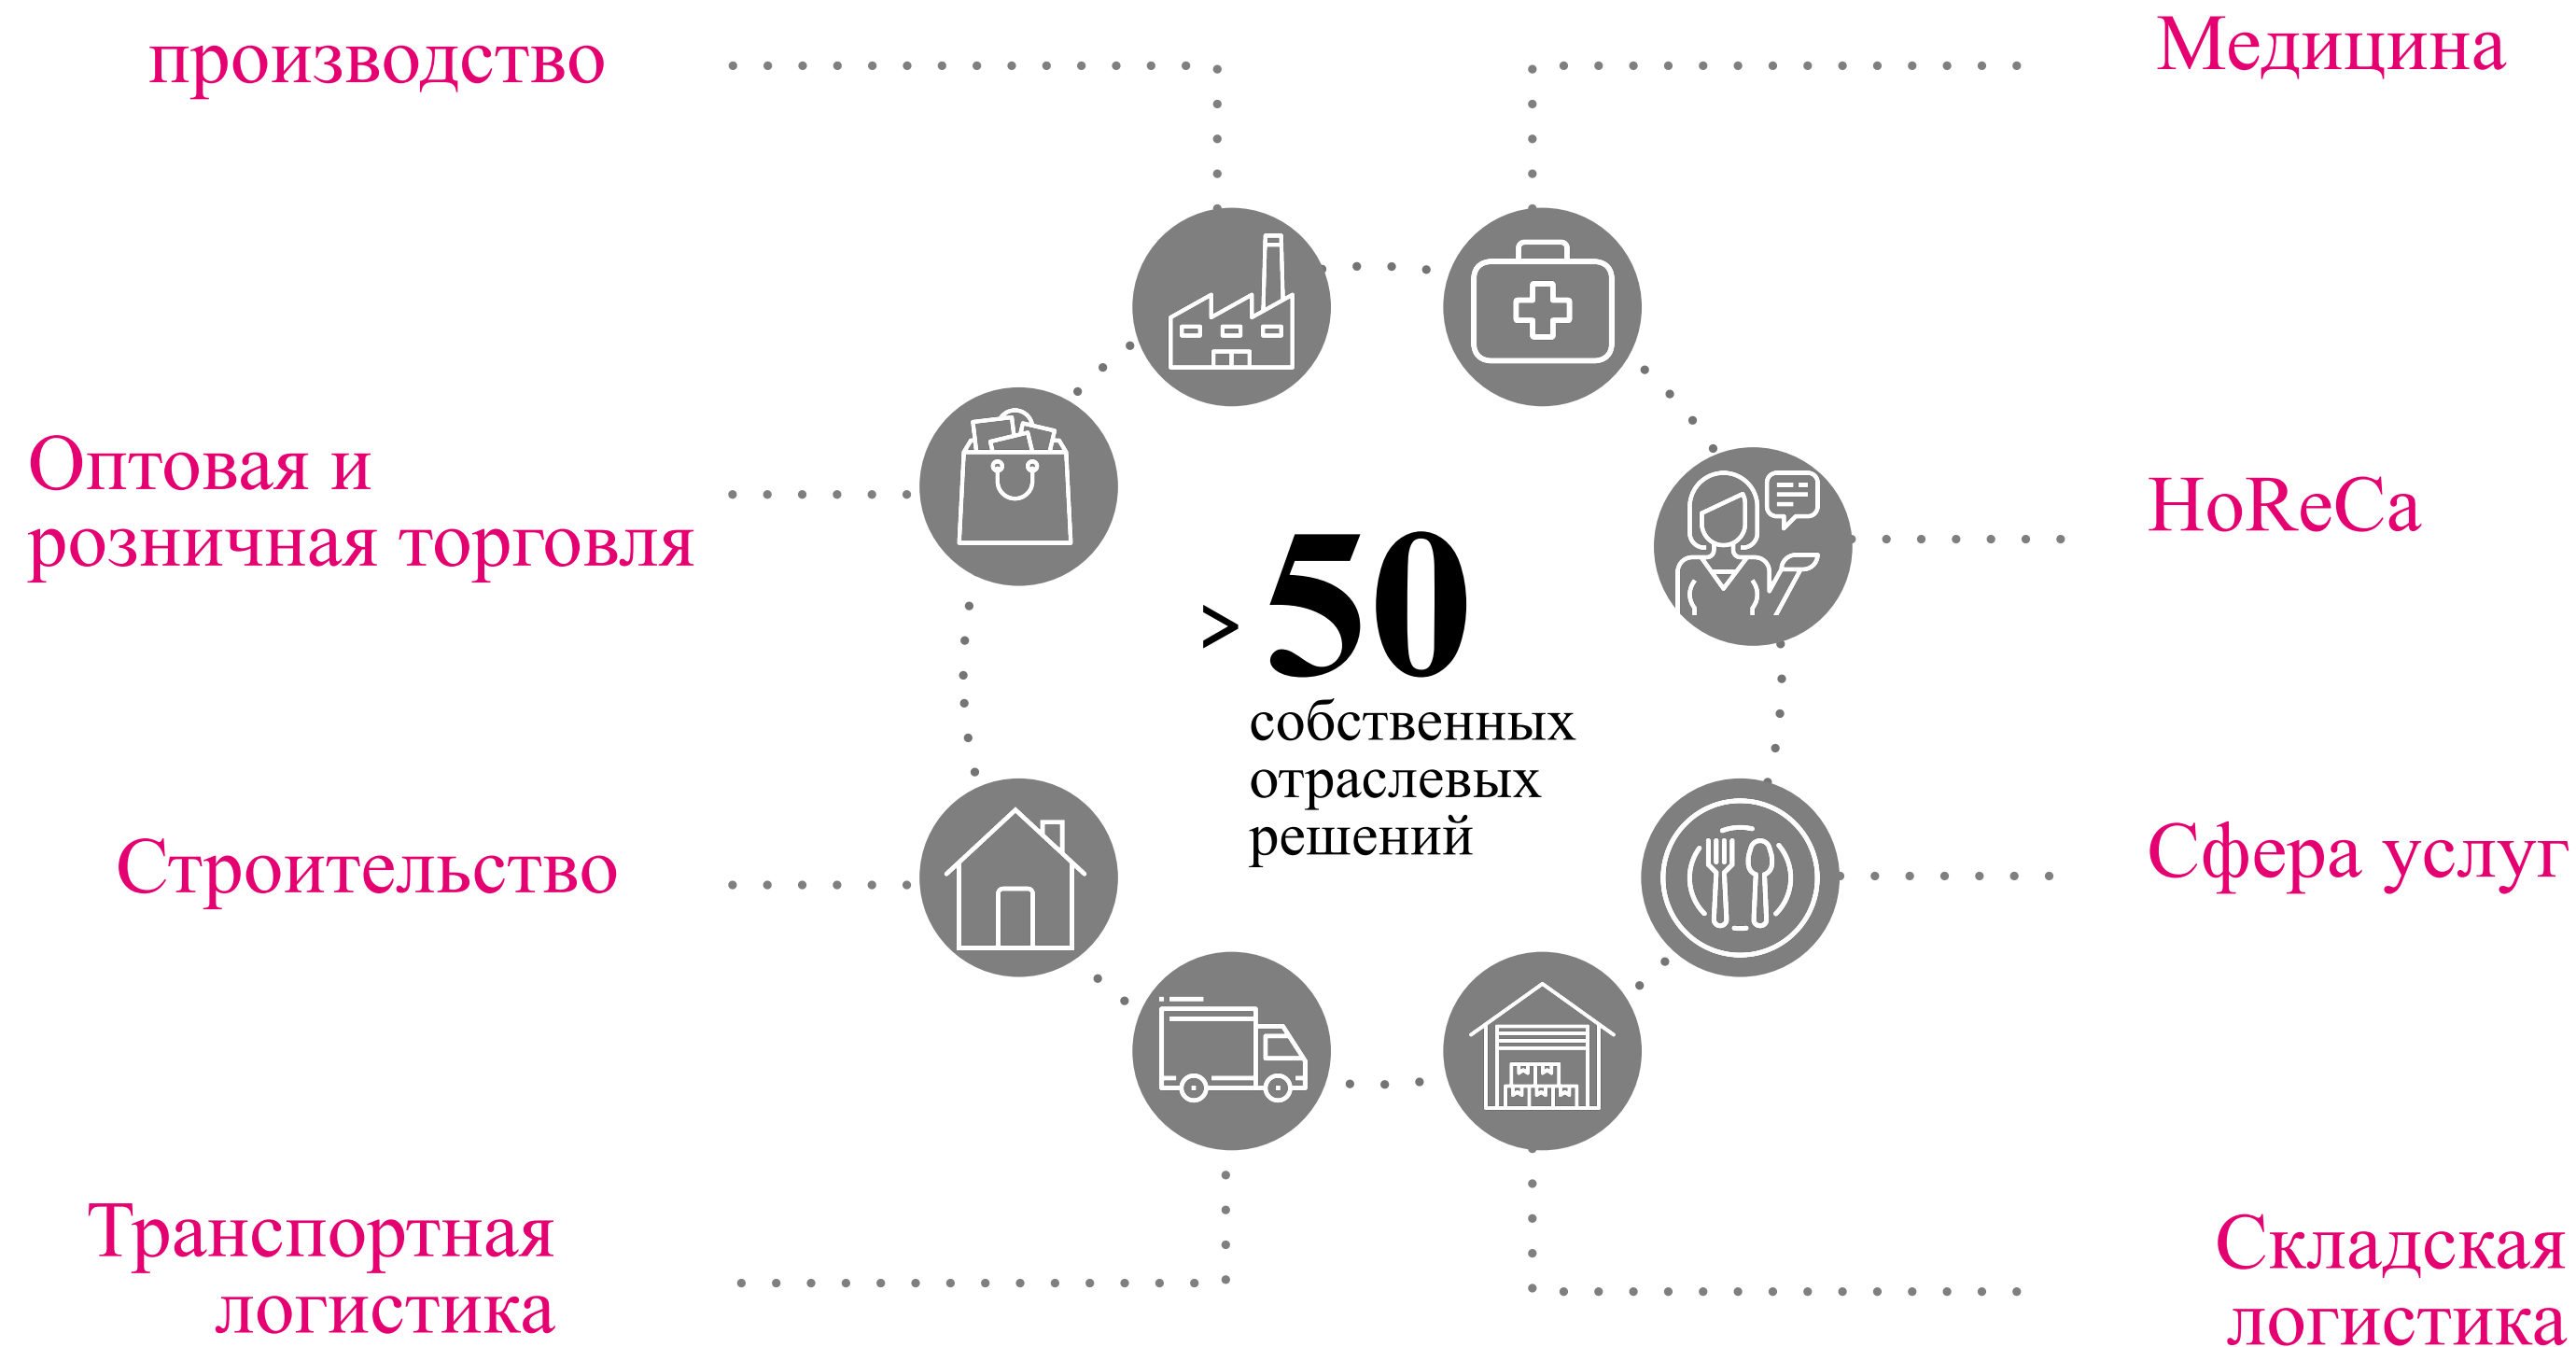 производство
Медицина
Оптовая и
розничная торговля
HoReCa
> 50
собственных
отраслевых
решений
Строительство
Сфера услуг
Транспортная
логистика
Складская
логистика